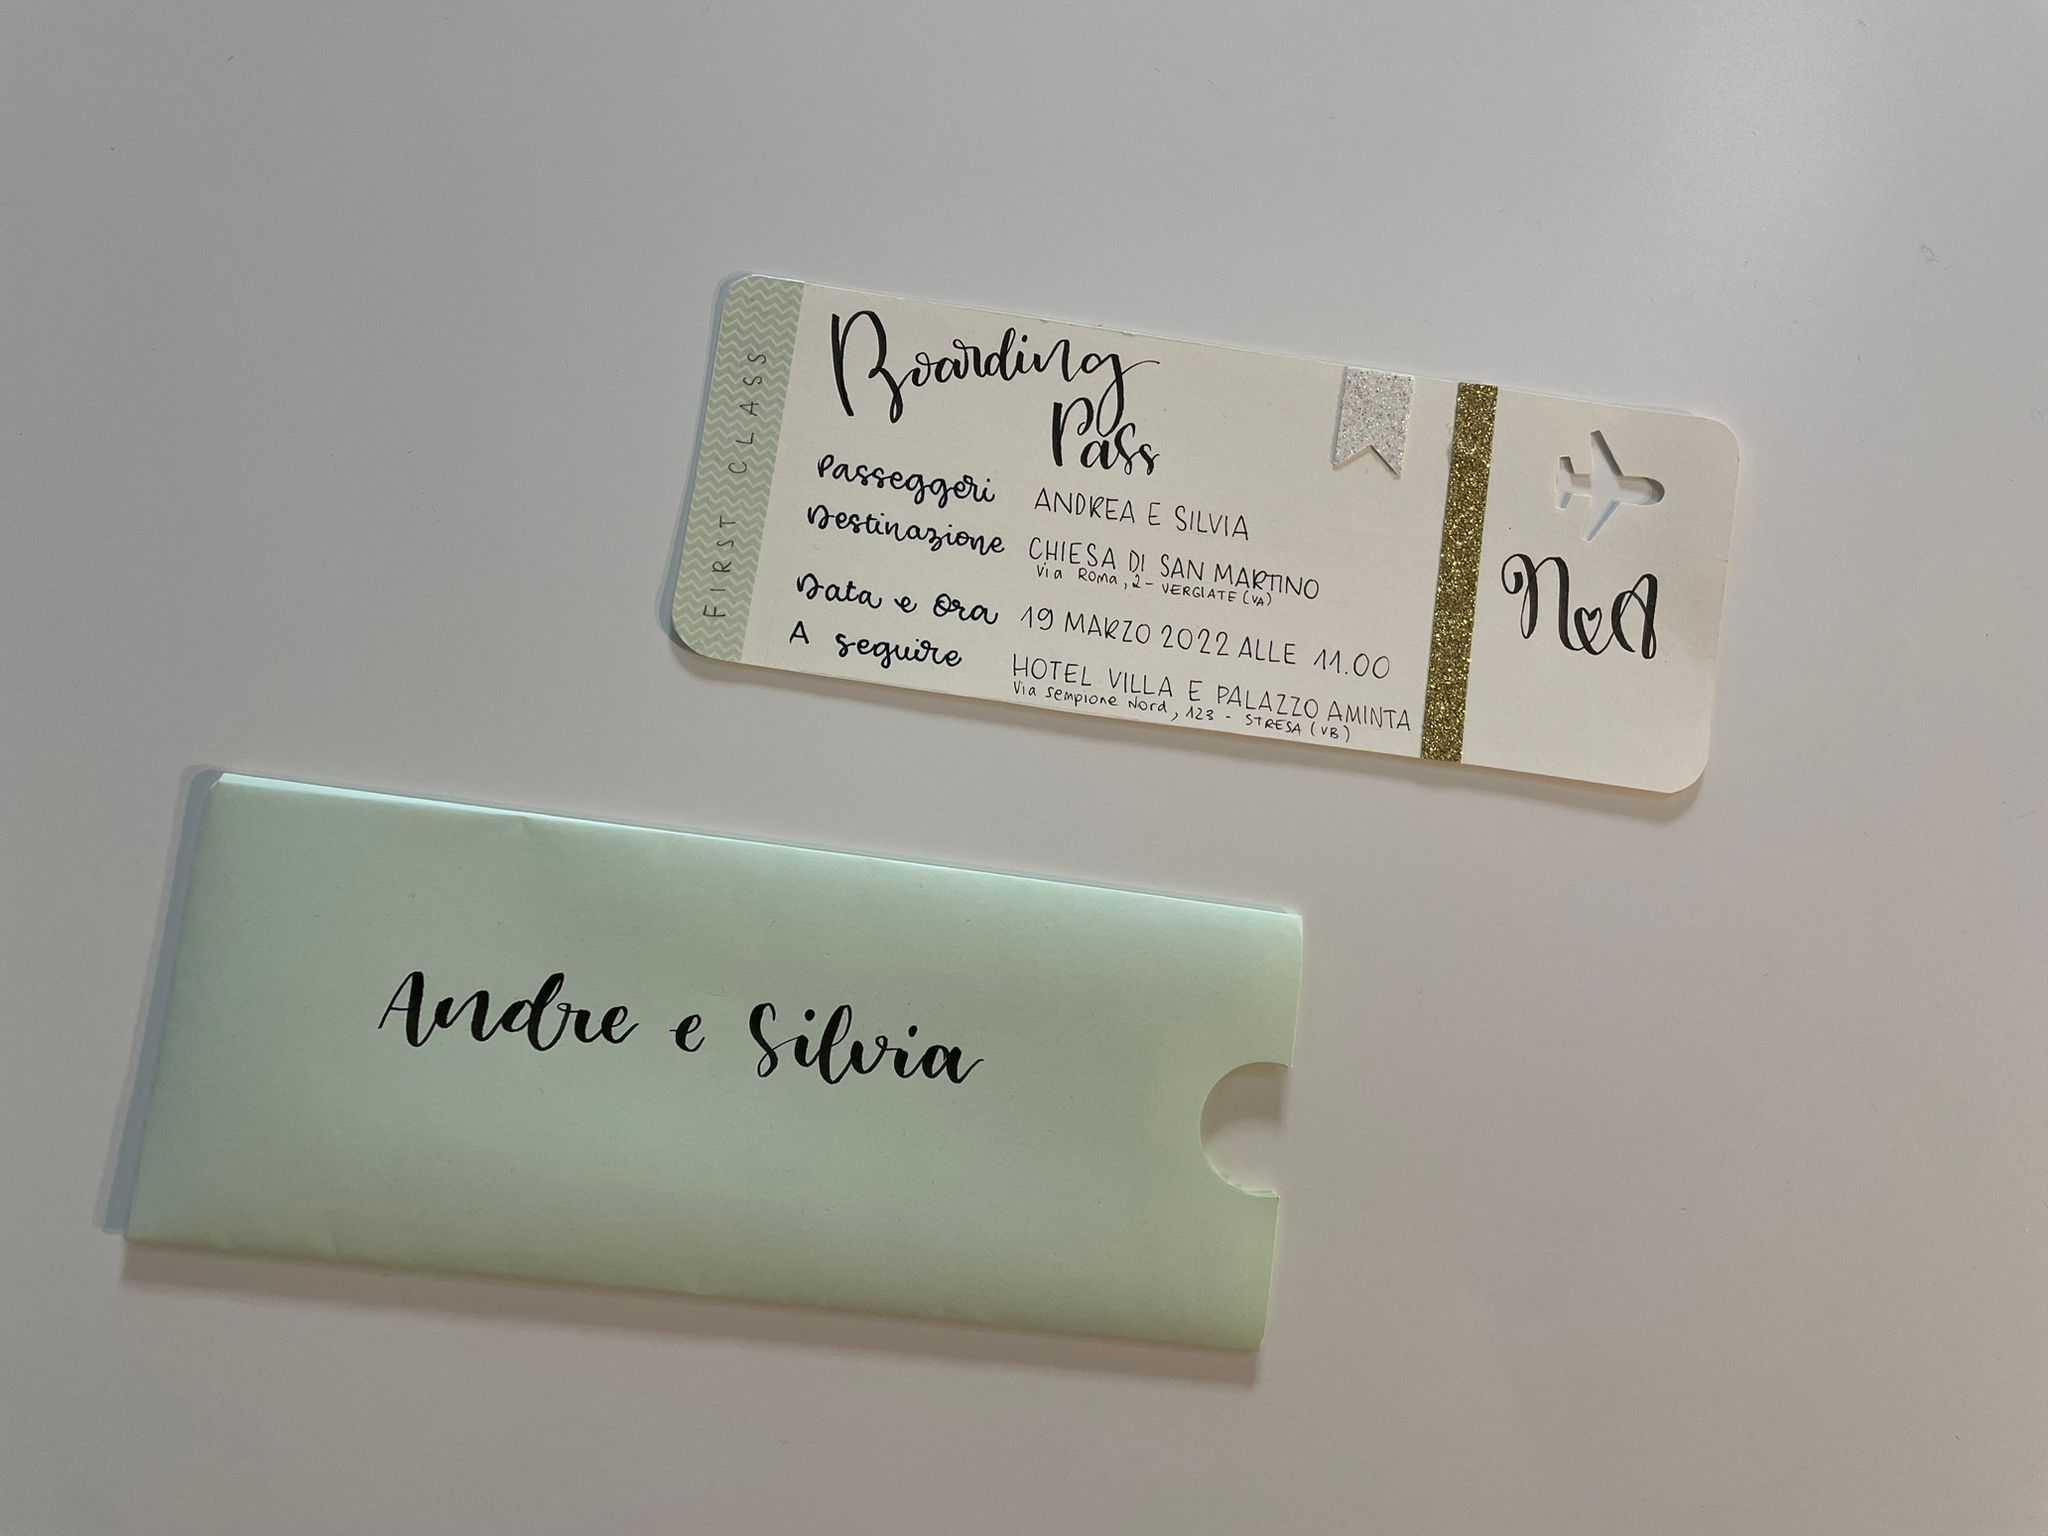 FIRST CLASS
Boarding
Pass
Passeggeri ANDREA E SILVIA
Destinazione CHIESA DI SAN MARTINO
Via Roma, 2 - VERGIATE (VA)
Data e Ora 19 MARZO 2022 ALLE 11.00
A seguire HOTEL VILLA E PALAZZO AMINTA
Via Sempione Nord, 123 - STRESA (VB)
N&A
Andre e Silvia